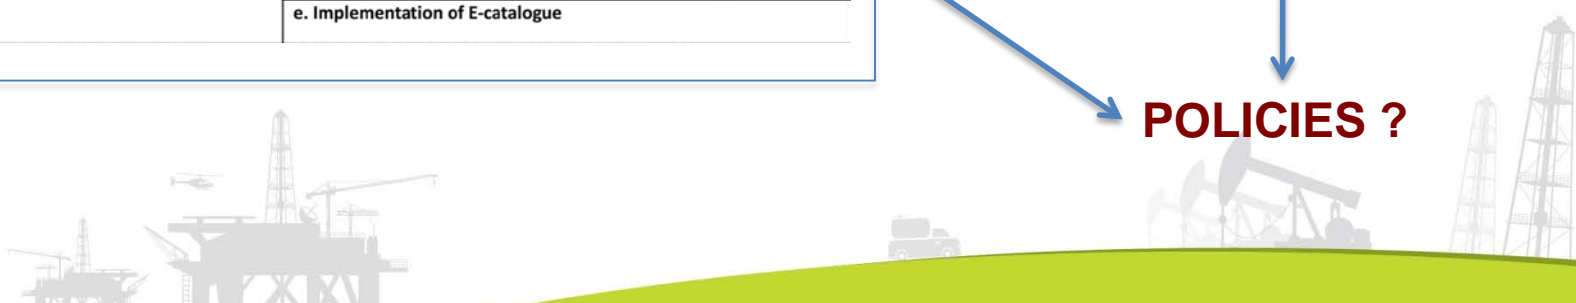 e. Implementation of E-catalogue
POLICIES ?